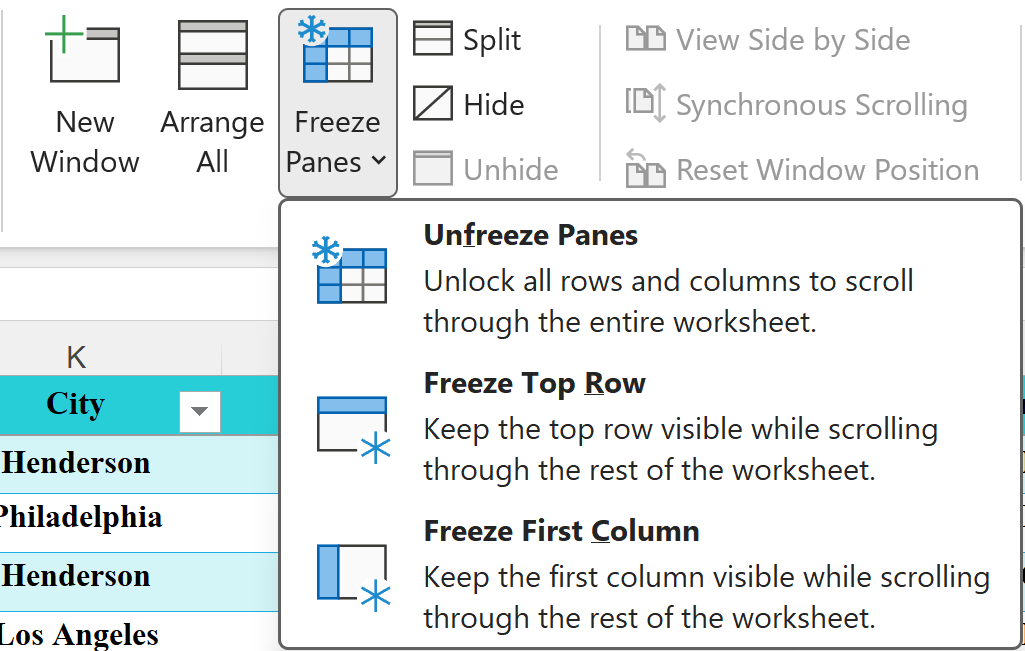 New
Window
Arrange
All
Freeze
Panes
Split
Hide
Unhide
View Side by Side
Synchronous Scrolling
Reset Window Position
Unfreeze Panes
Unlock all rows and columns to scroll
through the entire worksheet.
Freeze Top Row
Keep the top row visible while scrolling
through the rest of the worksheet.
Freeze First Column
Keep the first column visible while scrolling
through the rest of the worksheet.
K
City
Henderson
Philadelphia
Henderson
Los Angeles